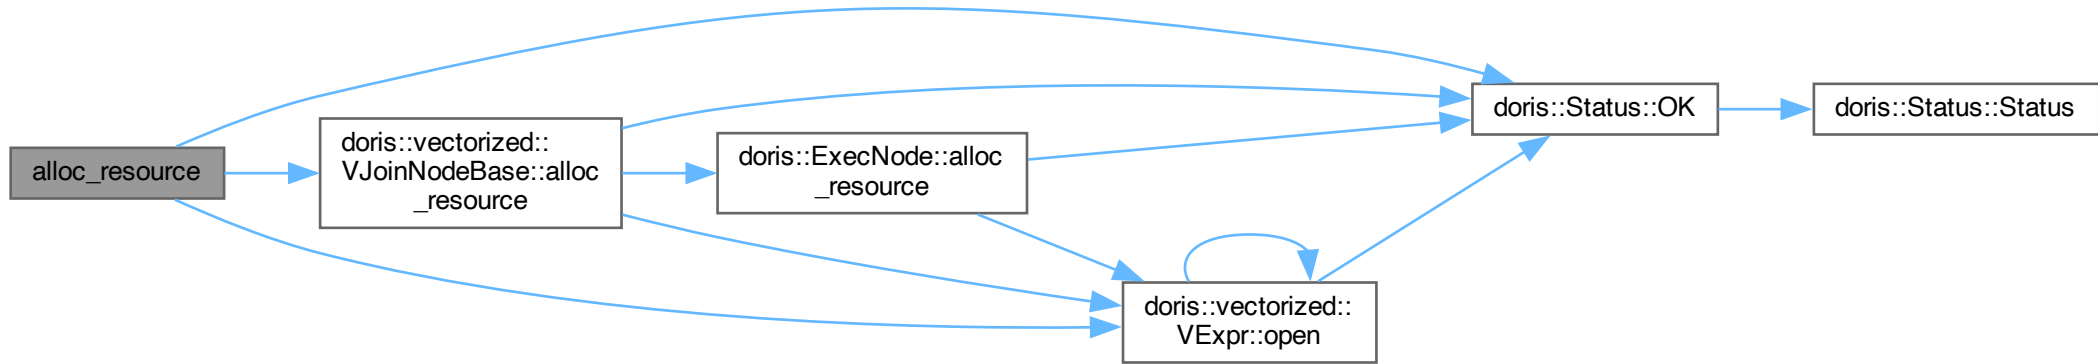 alloc_resource
doris::vectorized::
VJoinNodeBase::alloc
_resource
doris::ExecNode::alloc
_resource
doris::vectorized::
VExpr::open
doris::Status::OK
doris::Status::Status